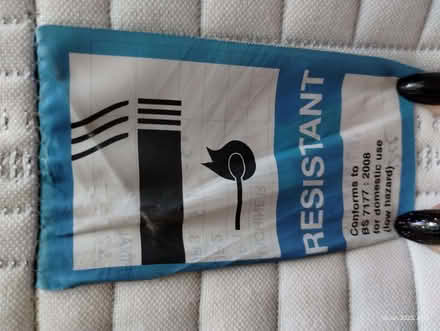 RESISTANT
Conforms to
BS 7177 : 2008
for domestic use
(low hazard)